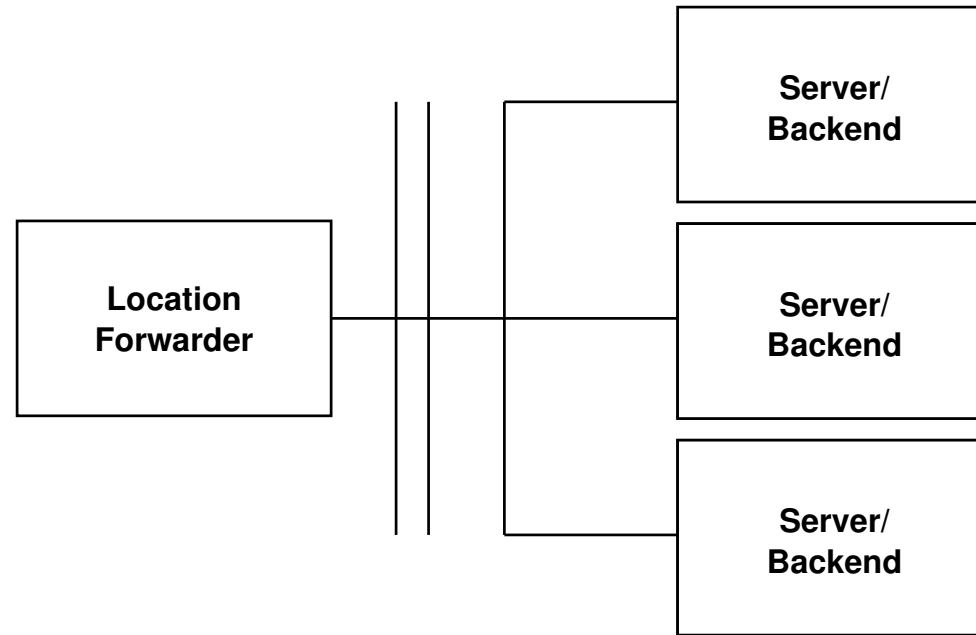 Server/
Backend
Location
Forwarder
Server/
Backend
Server/
Backend